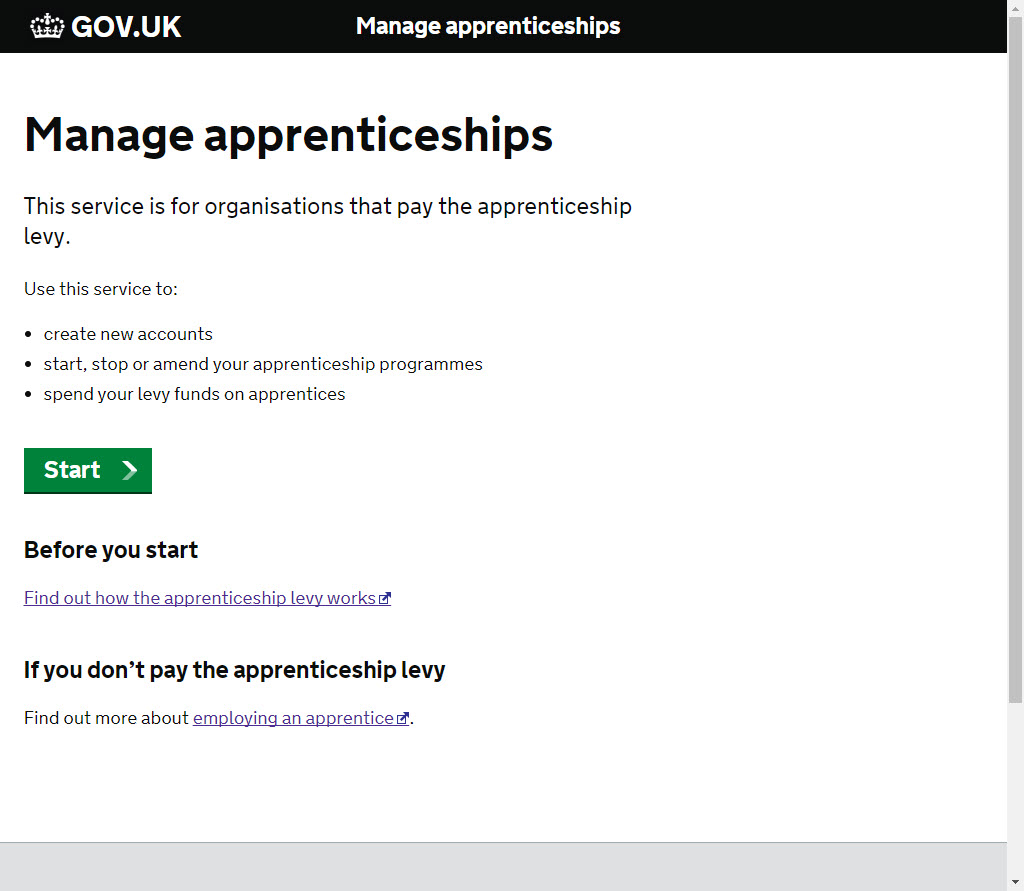 GOV.UK
Manage apprenticeships
Manage apprenticeships
This service is for organisations that pay the apprenticeship
levy.
Use this service to:
create new accounts
start, stop or amend your apprenticeship programmes
spend your levy funds on apprentices
Start
Before you start
Find out how the apprenticeship levy works
If you don’t pay the apprenticeship levy
Find out more about employing an apprentice.